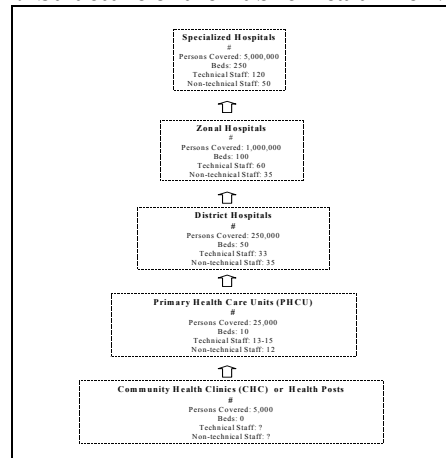 Specialized Hospitals
#
Persons Covered: 5,000,000
Beds: 250
Technical Staff: 120
Non-technical Staff: 50
Zonal Hospitals
#
Persons Covered: 1,000,000
Beds: 100
Technical Staff: 60
Non-technical Staff: 35
District Hospitals
#
Persons Covered: 250,000
Beds: 50
Technical Staff: 33
Non-technical Staff: 35
Primary Health Care Units (PHCU)
#
Persons Covered: 25,000
Beds: 10
Technical Staff: 13-15
Non-technical Staff: 12
Community Health Clinics (CHC) or Health Posts
#
Persons Covered: 5,000
Beds: 0
Technical Staff: ?
Non-technical Staff: ?